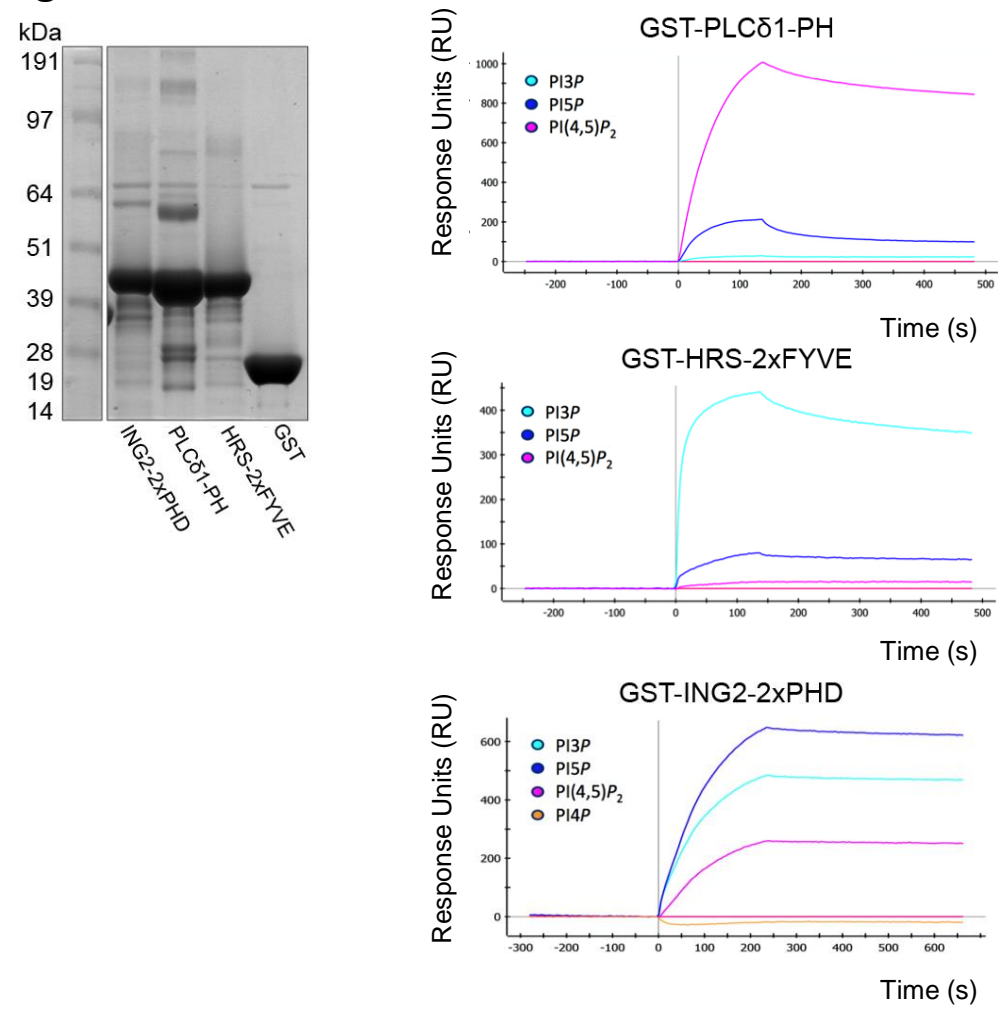 kDa
191
97
64
51
39
28
19
14
ING2-2xPHD
PLCδ1-PH
HRS-2xFYVE
GST
GST-PLCδ1-PH
Response Units (RU)
1000
800
600
400
200
0
PI3P
PI5P
PI(4,5)P₂
-200 -100 0 100 200 300 400 500
Time (s)
GST-HRS-2xFYVE
Response Units (RU)
400
300
200
100
0
PI3P
PI5P
PI(4,5)P₂
-200 -100 0 100 200 300 400 500
Time (s)
GST-ING2-2xPHD
Response Units (RU)
600
400
200
0
PI3P
PI5P
PI(4,5)P₂
PI4P
-300 -200 -100 0 100 200 300 400 500 600
Time (s)